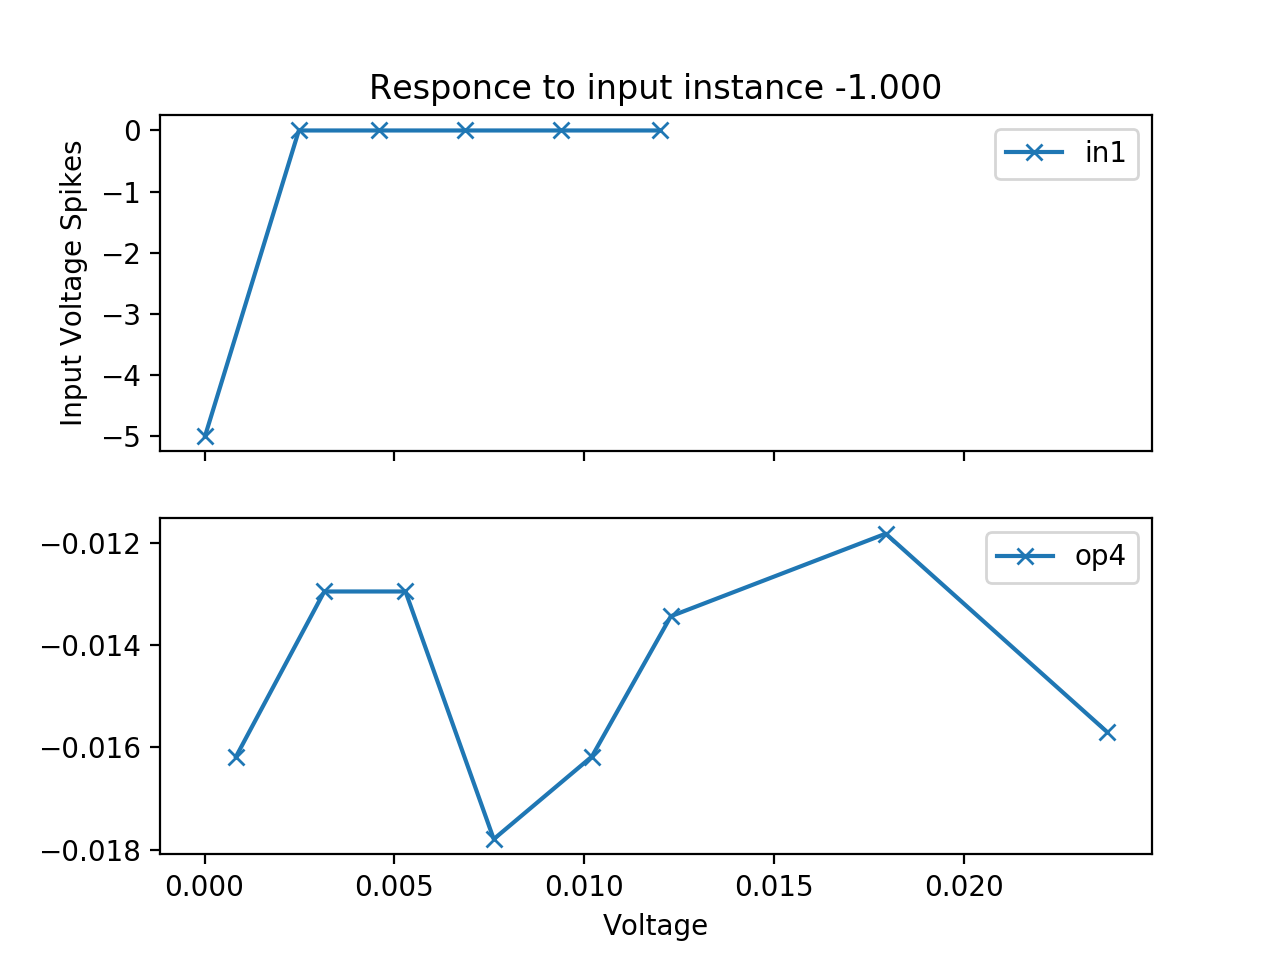 Responce to input instance -1.000
Input Voltage Spikes
0
−1
−2
−3
−4
−5
in1
−0.012
−0.014
−0.016
−0.018
op4
0.000 0.005 0.010 0.015 0.020
Voltage